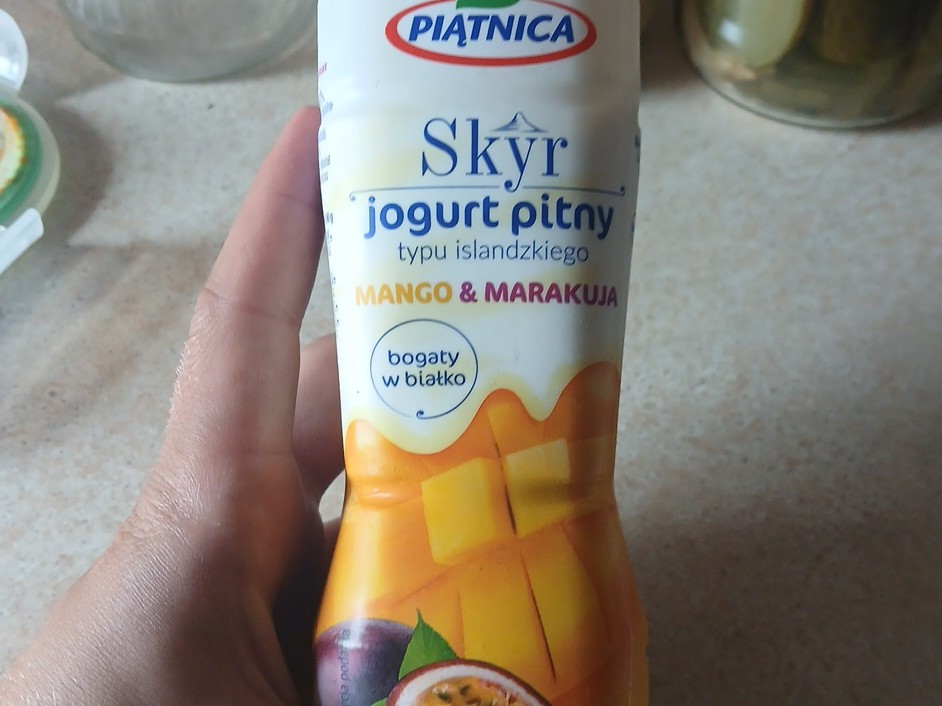 PIĄTNICA
Skyr
jogurt pitny
typu islandzkiego
MANGO & MARAKUJA
bogaty
w białko